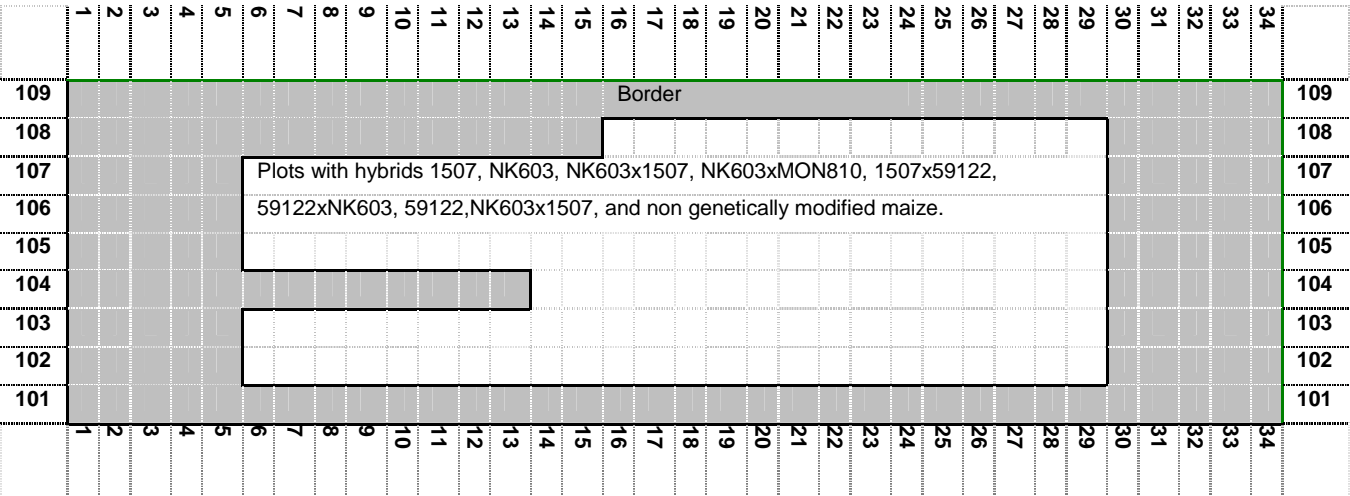 1 2 3 4 5 6 7 8 9 10 11 12 13 14 15 16 17 18 19 20 21 22 23 24 25 26 27 28 29 30 31 32 33 34
109 Border 109
108 108
107 Plots with hybrids 1507, NK603, NK603x1507, NK603xMON810, 1507x59122, 107
106 59122xNK603, 59122,NK603x1507, and non genetically modified maize. 106
105 105
104 104
103 103
102 102
101 101
1 2 3 4 5 6 7 8 9 10 11 12 13 14 15 16 17 18 19 20 21 22 23 24 25 26 27 28 29 30 31 32 33 34